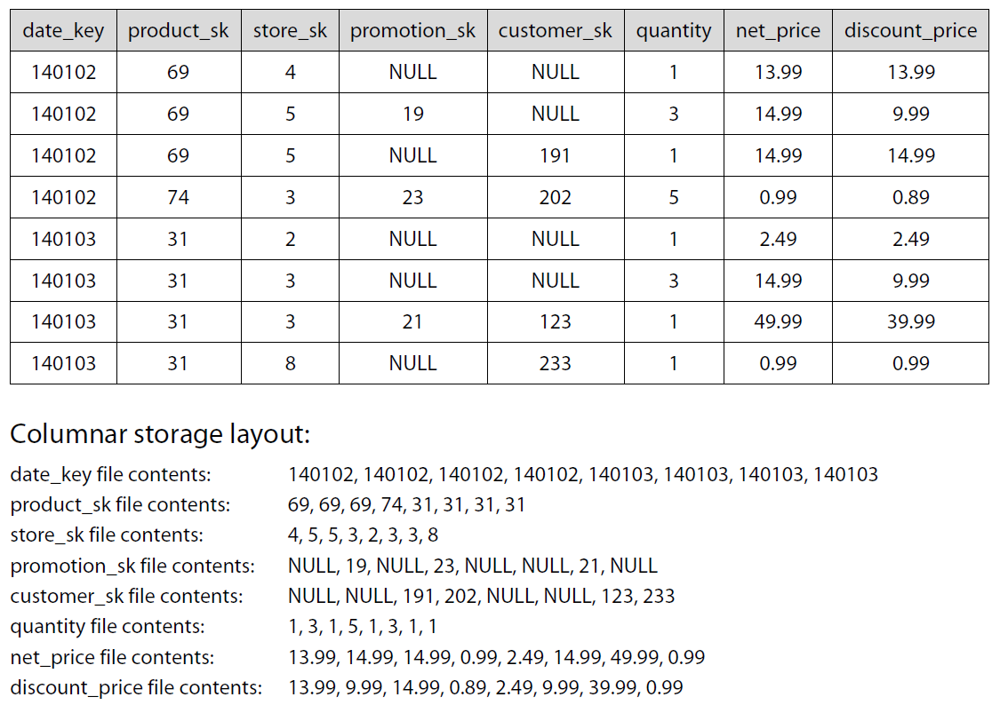 date_key product_sk store_sk promotion_sk customer_sk quantity net_price discount_price
140102 69 4 NULL NULL 1 13.99 13.99
140102 69 5 19 NULL 3 14.99 9.99
140102 69 5 NULL 191 1 14.99 14.99
140102 74 3 23 202 5 0.99 0.89
140103 31 2 NULL NULL 1 2.49 2.49
140103 31 3 NULL NULL 3 14.99 9.99
140103 31 3 21 123 1 49.99 39.99
140103 31 8 NULL 233 1 0.99 0.99
Columnar storage layout:
date_key file contents: 140102, 140102, 140102, 140102, 140103, 140103, 140103, 140103
product_sk file contents: 69, 69, 69, 74, 31, 31, 31, 31
store_sk file contents: 4, 5, 5, 3, 2, 3, 3, 8
promotion_sk file contents: NULL, 19, NULL, 23, NULL, NULL, 21, NULL
customer_sk file contents: NULL, NULL, 191, 202, NULL, NULL, 123, 233
quantity file contents: 1, 3, 1, 5, 1, 3, 1, 1
net_price file contents: 13.99, 14.99, 14.99, 0.99, 2.49, 14.99, 49.99, 0.99
discount_price file contents: 13.99, 9.99, 14.99, 0.89, 2.49, 9.99, 39.99, 0.99